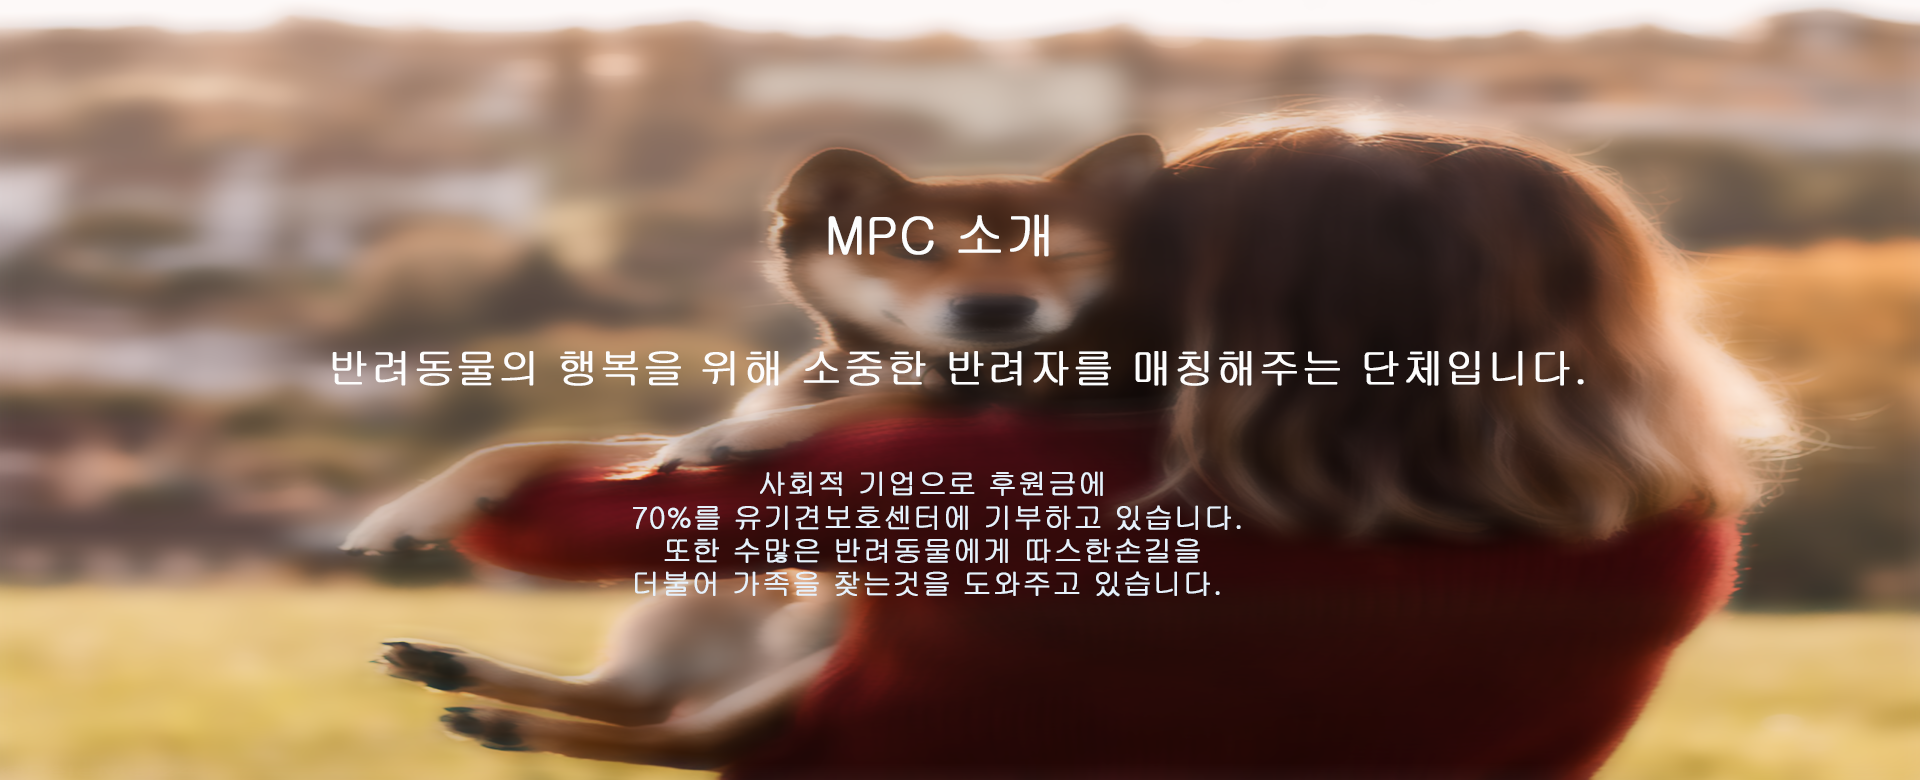 MPC 소개
반려동물의 행복을 위해 소중한 반려자를 매칭해주는 단체입니다.
사회적 기업으로 후원금에
70%를 유기견보호센터에 기부하고 있습니다.
또한 수많은 반려동물에게 따스한손길을
더불어 가족을 찾는것을 도와주고 있습니다.